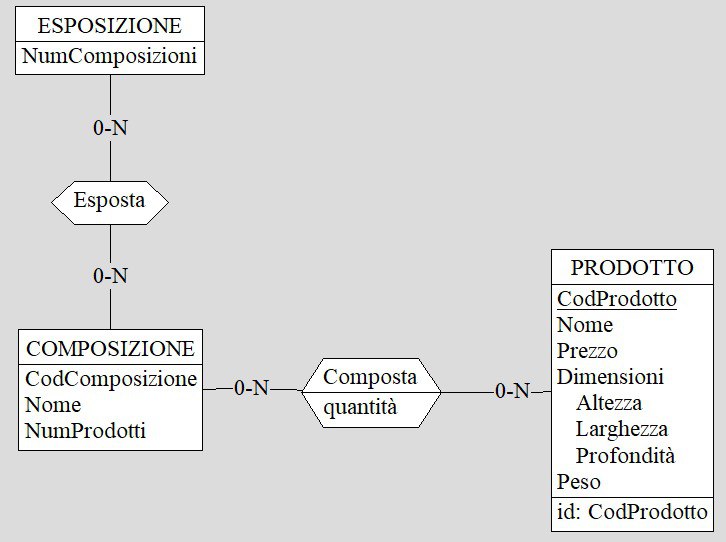 ESPOSIZIONE
NumComposizioni
0-N
Esposta
0-N
COMPOSIZIONE
CodComposizione
Nome
NumProdotti
0-N
Composta
quantità
0-N
PRODOTTO
CodProdotto
Nome
Prezzo
Dimensioni
Altezza
Larghezza
Profondità
Peso
id: CodProdotto